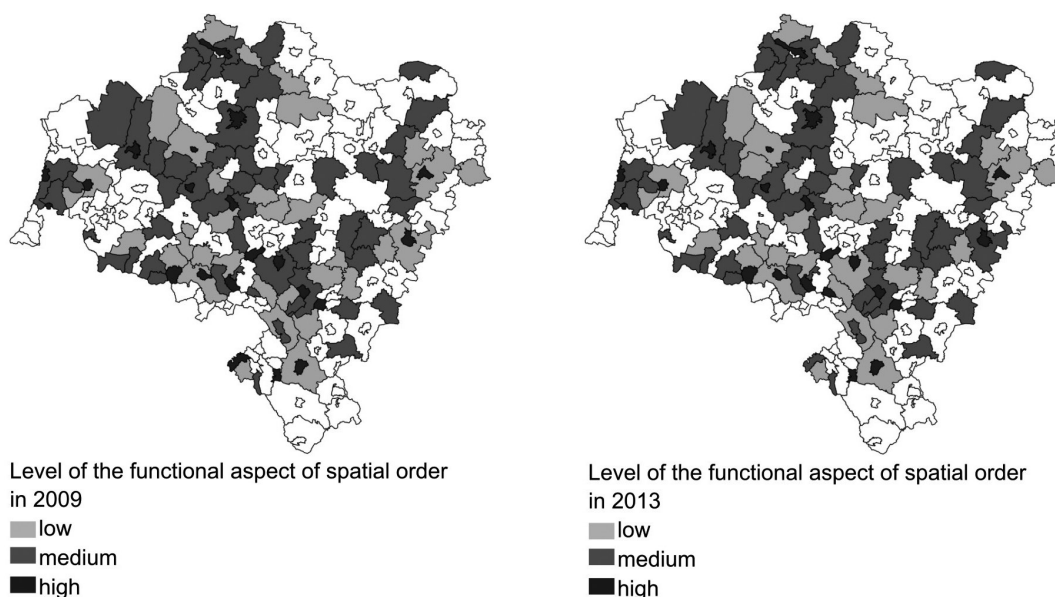 Level of the functional aspect of spatial order
in 2009
low
medium
high
Level of the functional aspect of spatial order
in 2013
low
medium
high